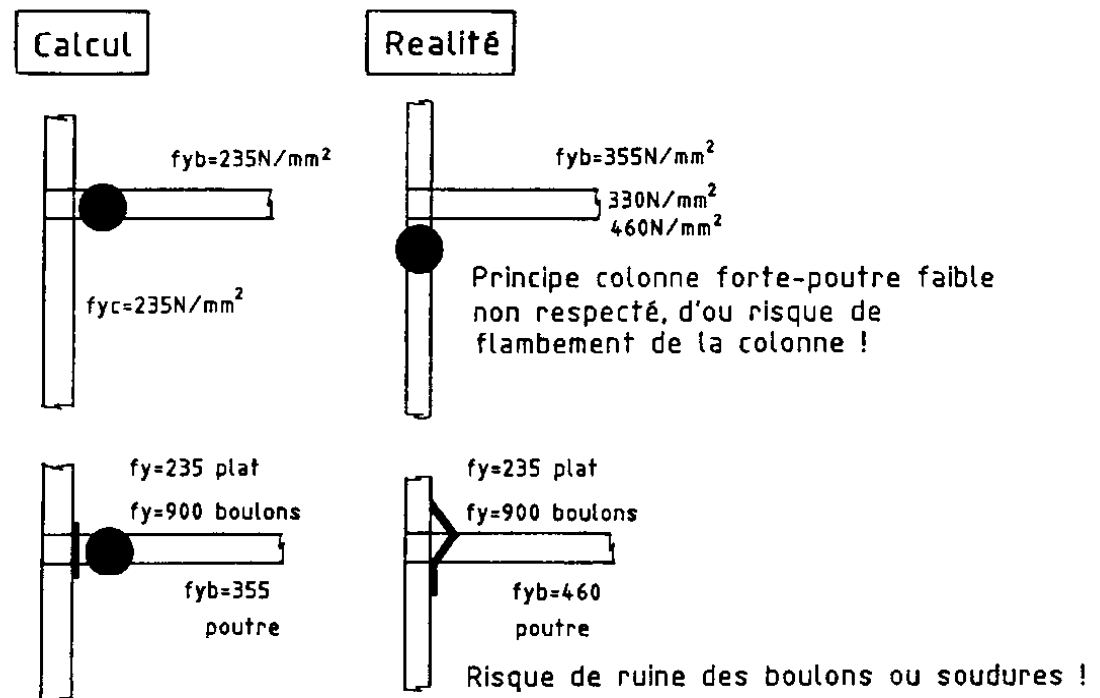 Calcul
Realité
fyb=235N/mm²
fyc=235N/mm²
fyb=355N/mm²
330N/mm²
460N/mm²
Principe colonne forte-poutre faible
non respecté, d'ou risque de
flambement de la colonne !
fy=235 plat
fy=900 boulons
fyb=355
poutre
fy=235 plat
fy=900 boulons
fyb=460
poutre
Risque de ruine des boulons ou soudures !